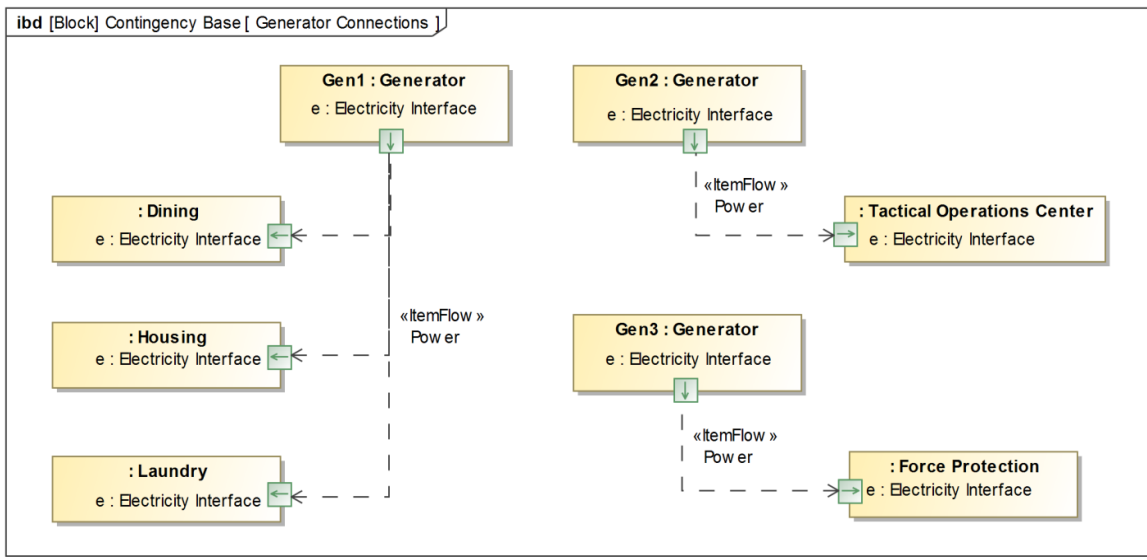 ibd [Block] Contingency Base [ Generator Connections ]
Gen1 : Generator
e : Electricity Interface
Gen2 : Generator
e : Electricity Interface
«ItemFlow»
Power
: Dining
e : Electricity Interface
: Tactical Operations Center
e : Electricity Interface
«ItemFlow»
Power
: Housing
e : Electricity Interface
Gen3 : Generator
e : Electricity Interface
«ItemFlow»
Power
: Laundry
e : Electricity Interface
: Force Protection
e : Electricity Interface